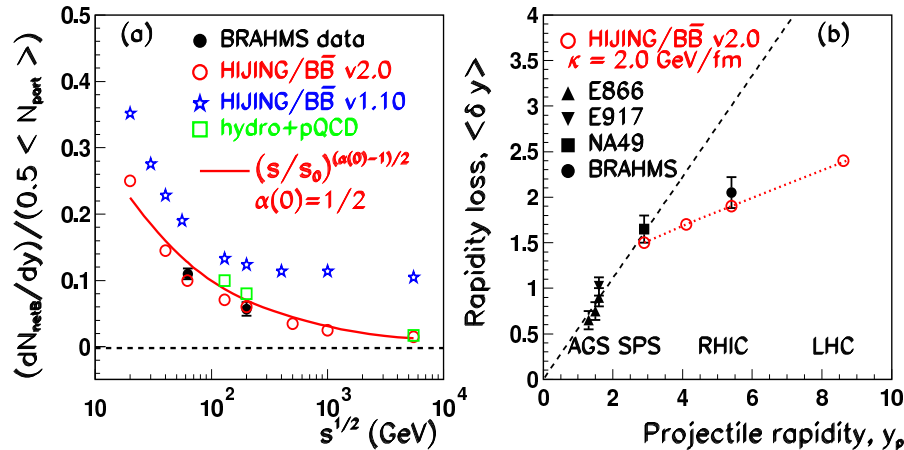 (dN_netB/dy)/(0.5 < N_part >)
0.4
0.3
0.2
0.1
0
(a)
BRAHMS data
HIJING/BB̅ v2.0
HIJING/BB̅ v1.10
hydro+pQCD
(s/s₀)^(α(0)−1)/2
α(0)=1/2
10
10²
10³
10⁴
s^1/2 (GeV)
Rapidity loss, <δ y>
4
3.5
3
2.5
2
1.5
1
0.5
0
(b)
HIJING/BB̅ v2.0
κ = 2.0 GeV/fm
E866
E917
NA49
BRAHMS
AGS SPS RHIC LHC
0 2 4 6 8 10
Projectile rapidity, y_p